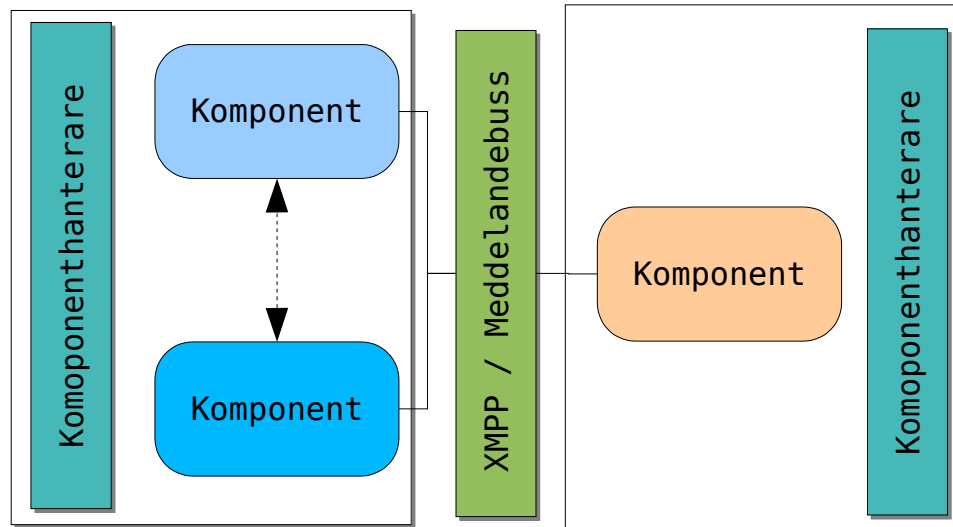 Komoponenthanterare
Komponent
Komponent
XMPP / Meddelandebuss
Komponent
Komoponenthanterare